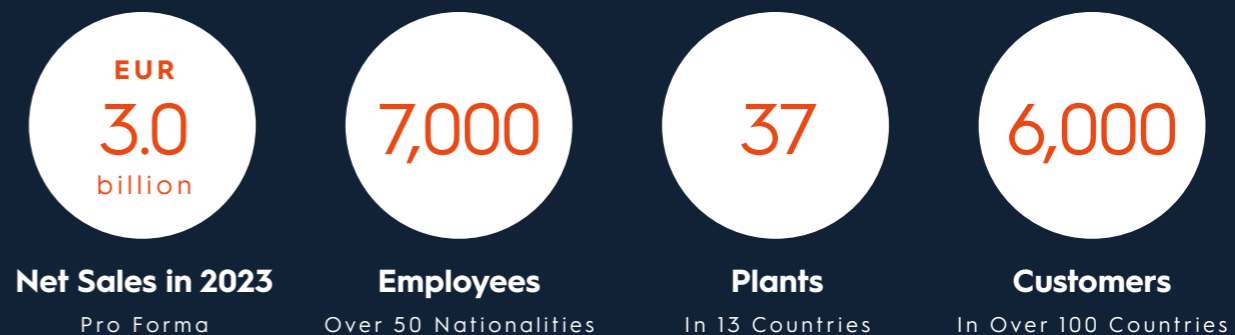 EUR
3.0
billion
Net Sales in 2023
Pro Forma
7,000
Employees
Over 50 Nationalities
37
Plants
In 13 Countries
6,000
Customers
In Over 100 Countries